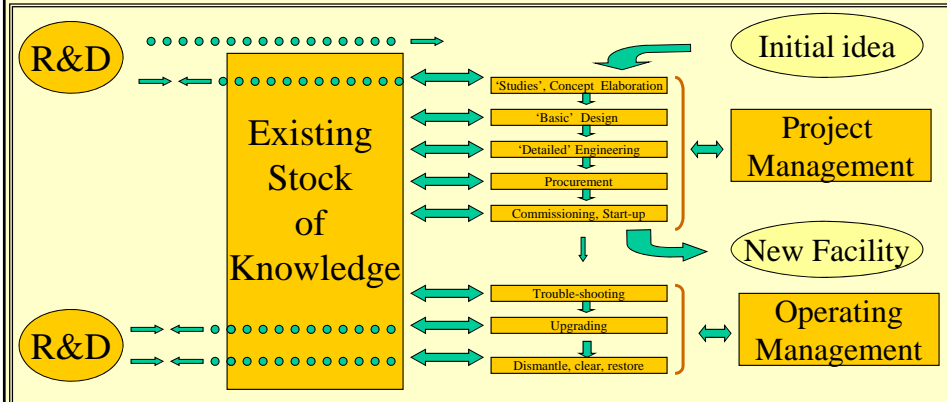 R&D
Initial idea
Existing
Stock
of
Knowledge
'Studies', Concept Elaboration
'Basic' Design
'Detailed' Engineering
Procurement
Commissioning, Start-up
Project
Management
New Facility
R&D
Trouble-shooting
Upgrading
Dismantle, clear, restore
Operating
Management